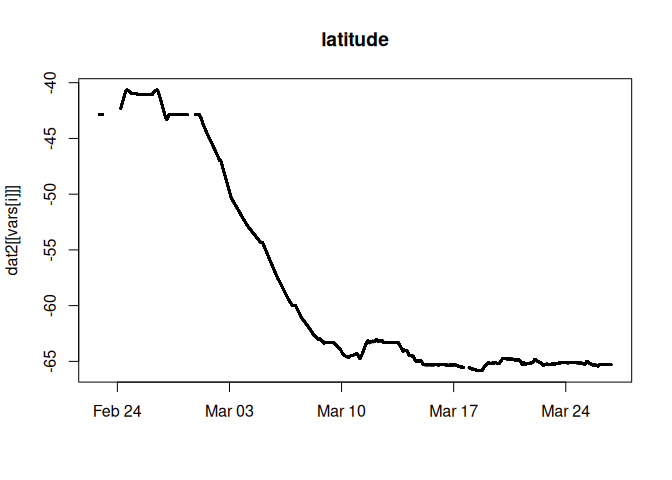 latitude
dat2[[vars[i]]]
-40
-45
-50
-55
-60
-65
Feb 24
Mar 03
Mar 10
Mar 17
Mar 24